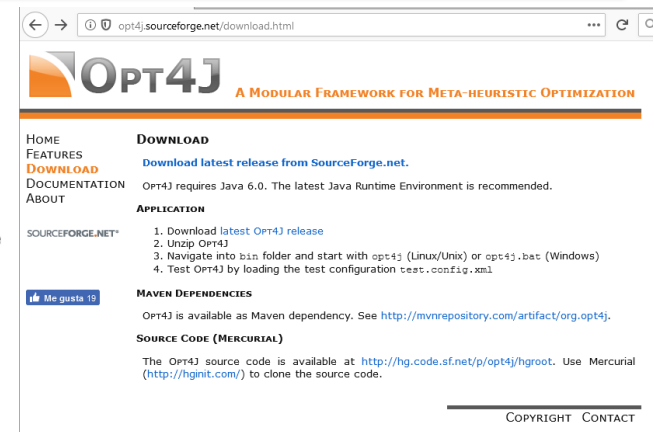 opt4j.sourceforge.net/download.html
OPT4J
A MODULAR FRAMEWORK FOR META-HEURISTIC OPTIMIZATION
HOME
FEATURES
DOWNLOAD
DOCUMENTATION
ABOUT
SOURCEFORGE.NET®
Me gusta 19
DOWNLOAD
Download latest release from SourceForge.net.
OPT4J requires Java 6.0. The latest Java Runtime Environment is recommended.
APPLICATION
1. Download latest OPT4J release
2. Unzip OPT4J
3. Navigate into bin folder and start with opt4j (Linux/Unix) or opt4j.bat (Windows)
4. Test OPT4J by loading the test configuration test.config.xml
MAVEN DEPENDENCIES
OPT4J is available as Maven dependency. See http://mvnrepository.com/artifact/org.opt4j.
SOURCE CODE (MERCURIAL)
The OPT4J source code is available at http://hg.code.sf.net/p/opt4j/hgroot. Use Mercurial
(http://hginit.com/) to clone the source code.
COPYRIGHT CONTACT